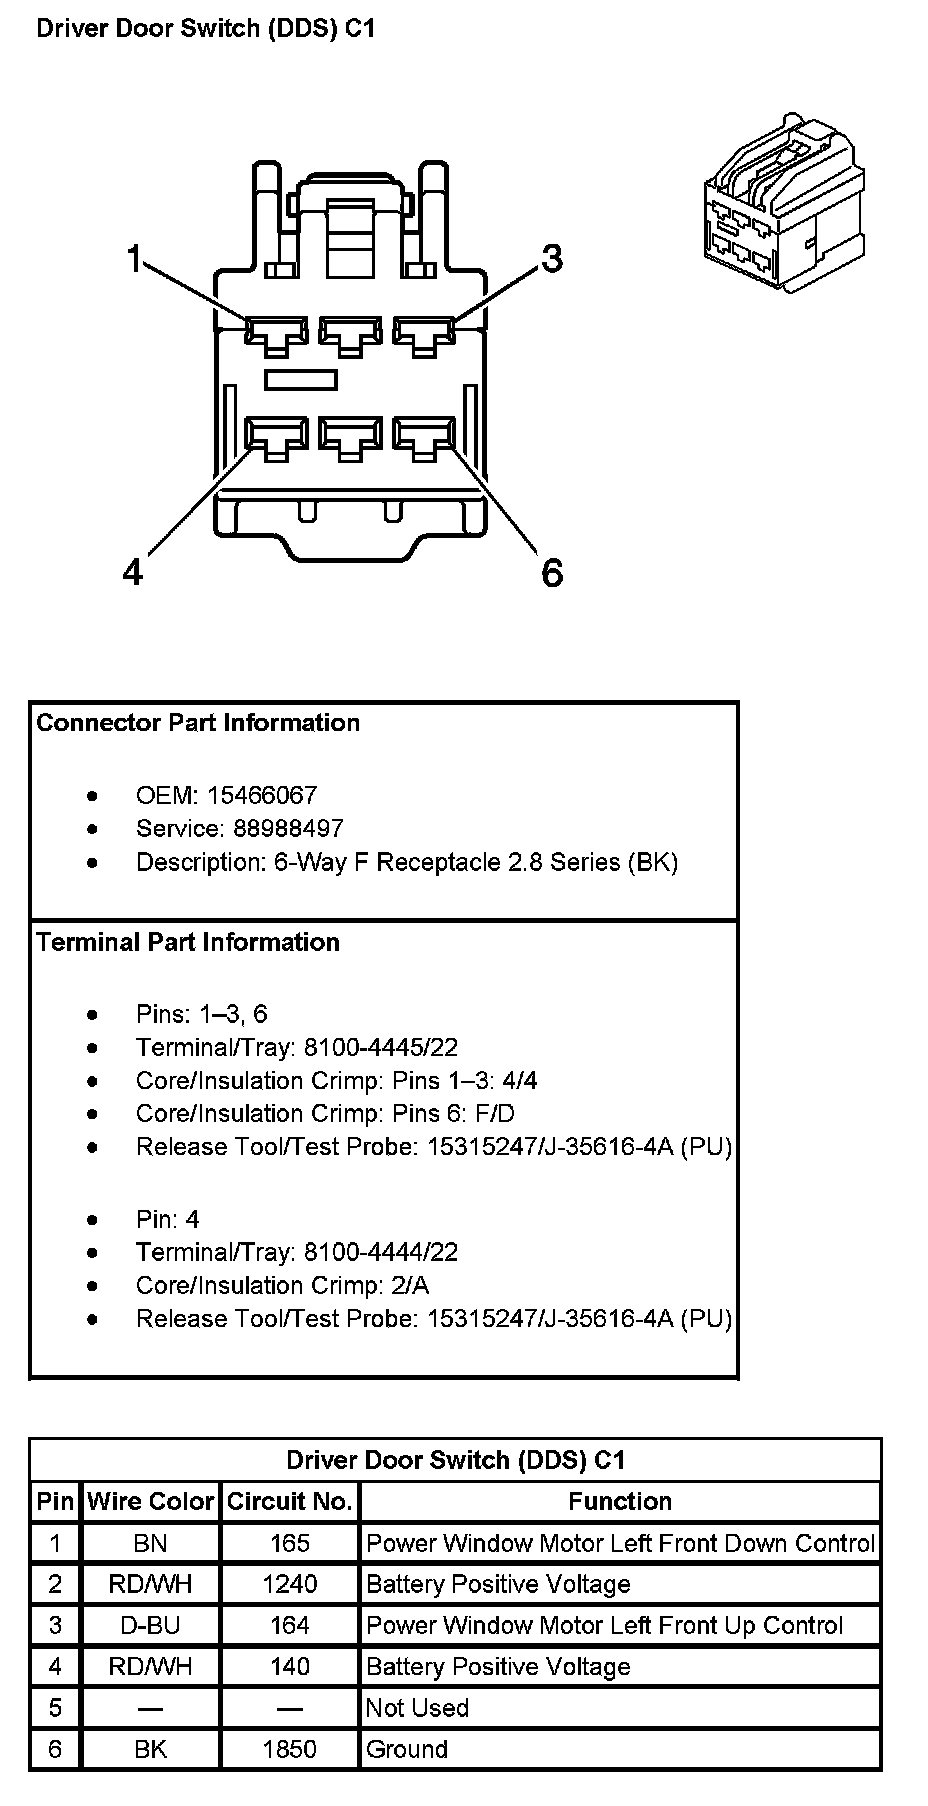 Driver Door Switch (DDS) C1
1
3
4
6
Connector Part Information
• OEM: 15466067
• Service: 88988497
• Description: 6-Way F Receptacle 2.8 Series (BK)
Terminal Part Information
• Pins: 1–3, 6
• Terminal/Tray: 8100-4445/22
• Core/Insulation Crimp: Pins 1–3: 4/4
• Core/Insulation Crimp: Pins 6: F/D
• Release Tool/Test Probe: 15315247/J-35616-4A (PU)
• Pin: 4
• Terminal/Tray: 8100-4444/22
• Core/Insulation Crimp: 2/A
• Release Tool/Test Probe: 15315247/J-35616-4A (PU)
Driver Door Switch (DDS) C1
Pin Wire Color Circuit No. Function
1 BN 165 Power Window Motor Left Front Down Control
2 RD/WH 1240 Battery Positive Voltage
3 D-BU 164 Power Window Motor Left Front Up Control
4 RD/WH 140 Battery Positive Voltage
5 — — Not Used
6 BK 1850 Ground